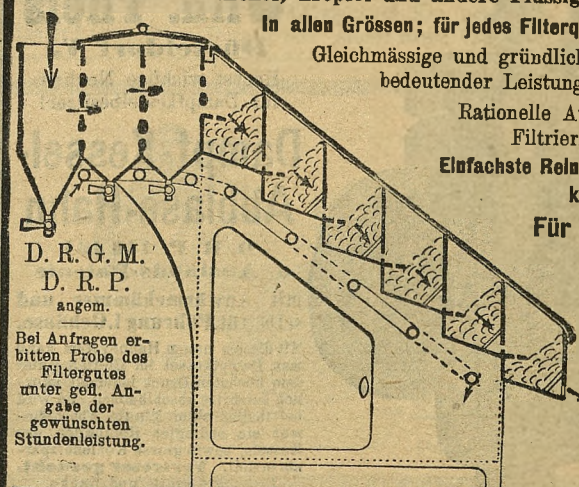 In allen Grössen; für jedes Filterq
Gleichmässige und gründlich
bedeutender Leistung
Rationelle A
Filtrier
Einfachste Rein
k
Für
D. R. G. M.
D. R. P.
angem.
Bei Anfragen er-
bitten Probe des
Filtergutes
unter gefl. An-
gabe der
gewünschten
Stundenleistung.